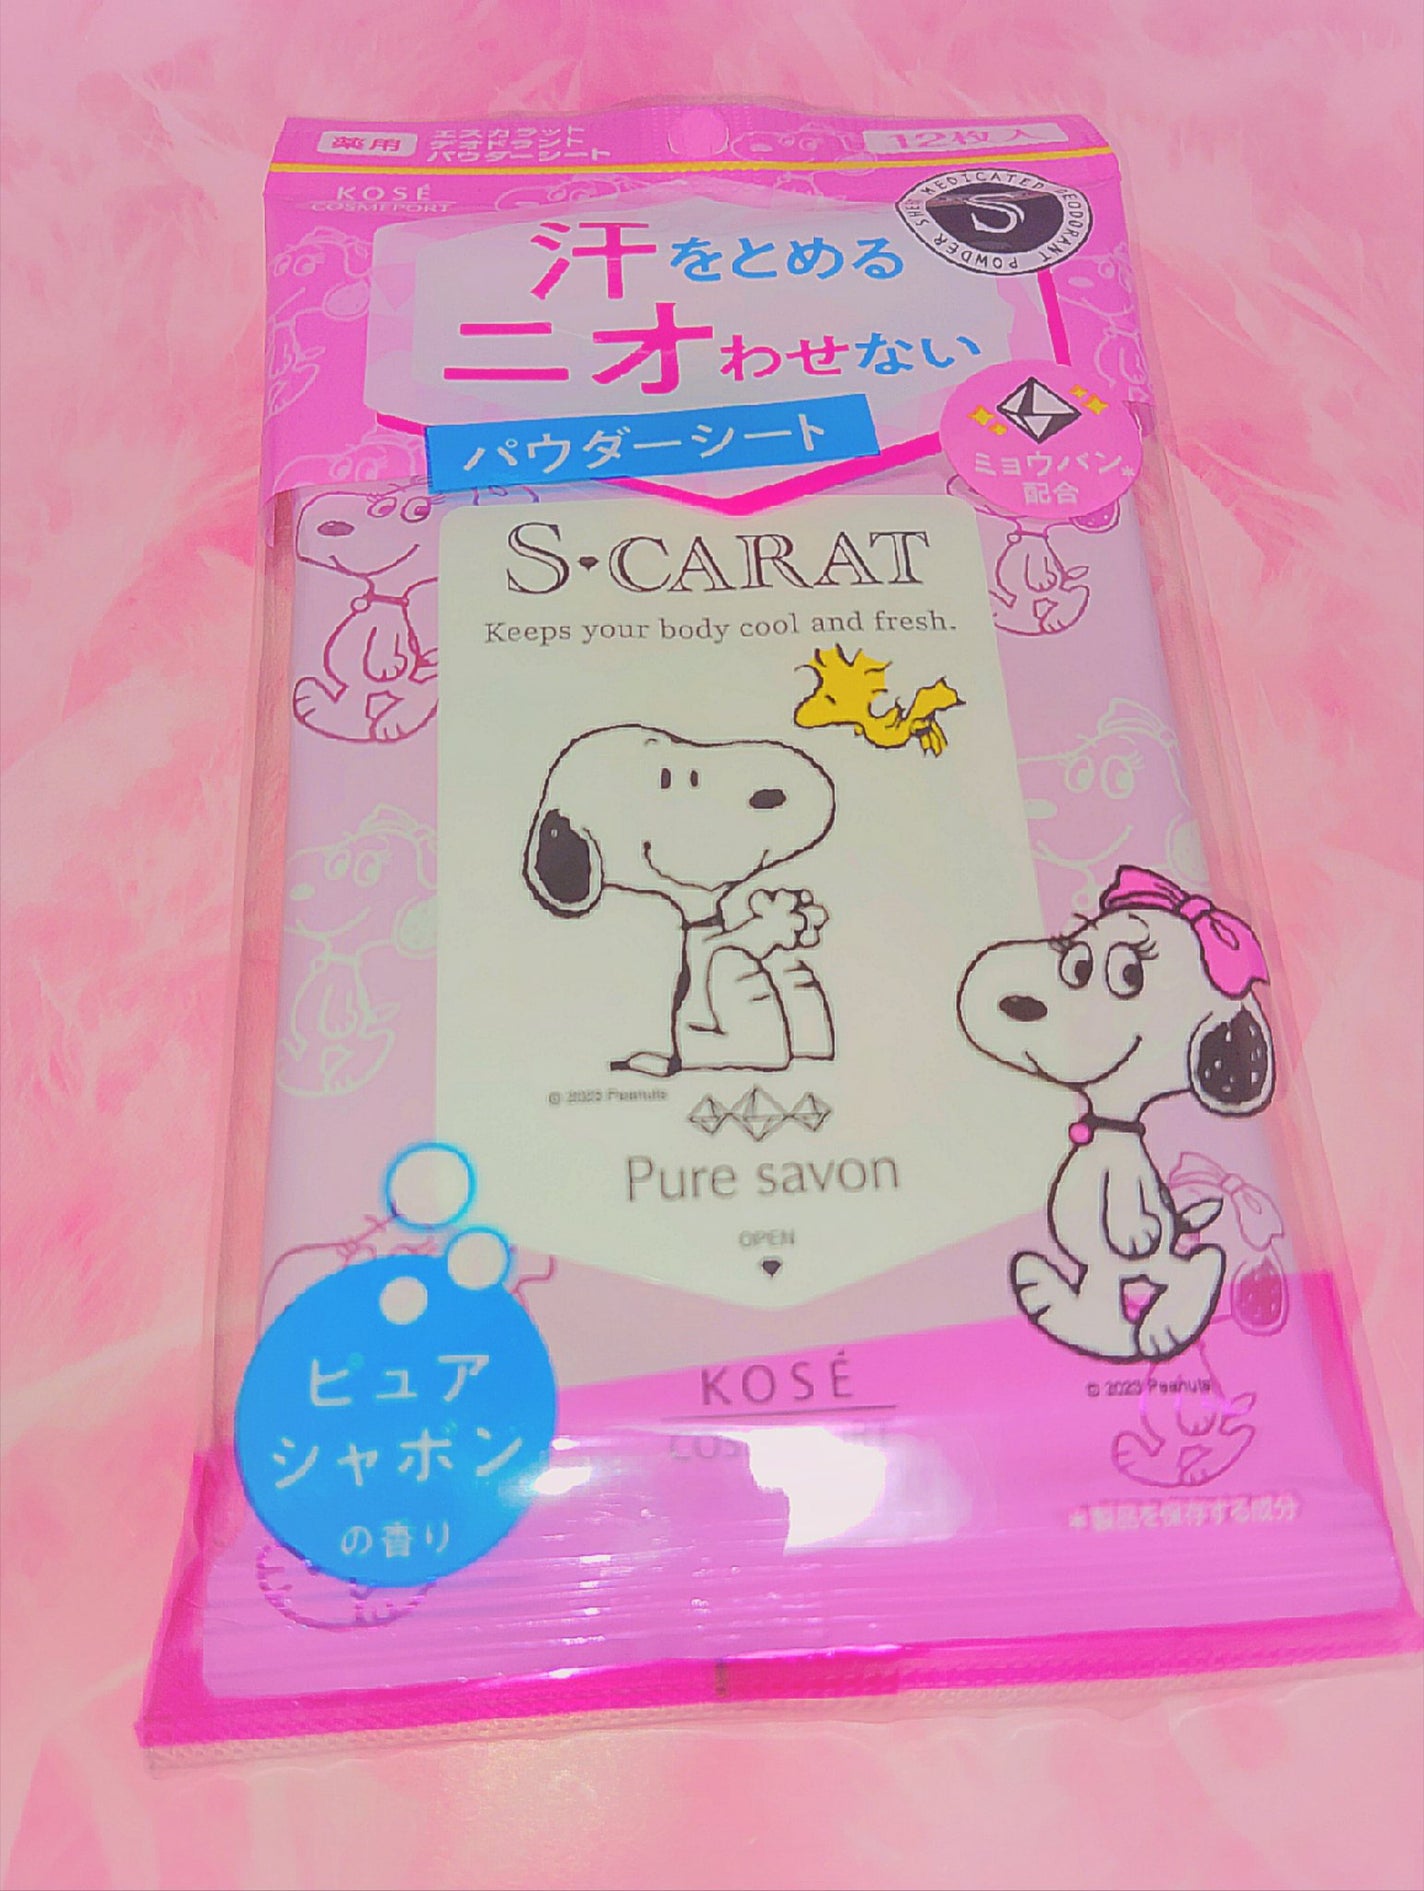 薬用
エスカラット
デオドラント
パウダーシート
12枚入
KOSÉ
COSMEPORT
MEDICATED DEODORANT POWDER SHEET
S
汗をとめる
ニオわせない
パウダーシート
ミョウバン*
配合
S・CARAT
Keeps your body cool and fresh.
© 2023 Peanuts
Pure savon
OPEN
ピュア
シャボン
の香り
KOSÉ
© 2023 Peanuts
*製品を保存する成分